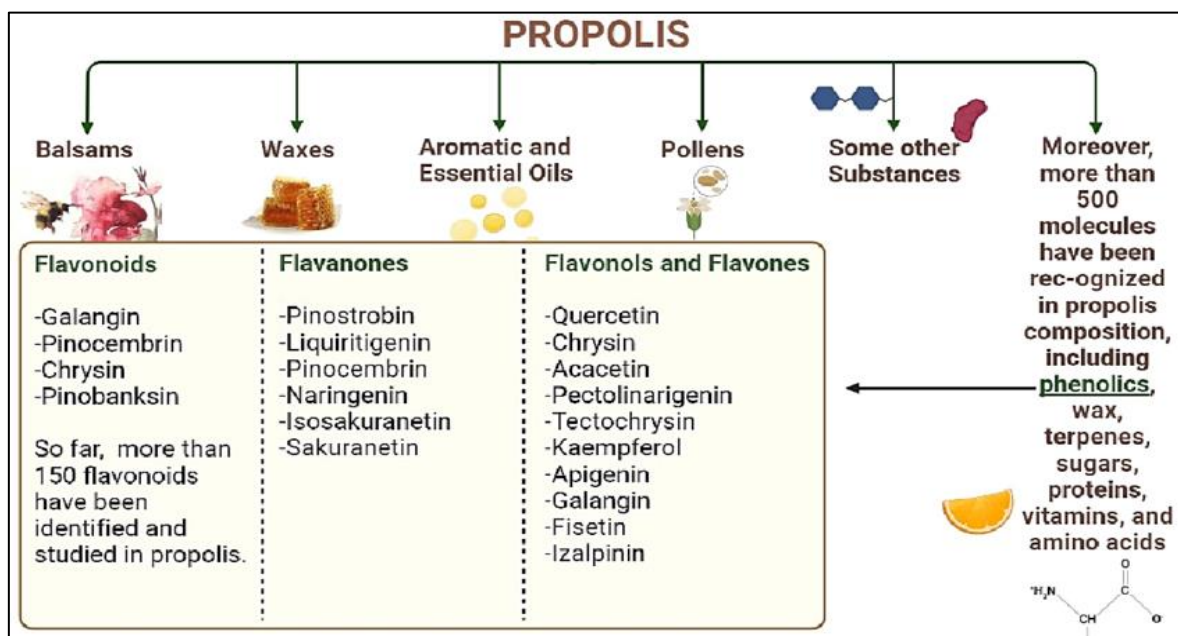 PROPOLIS
Balsams
Waxes
Aromatic and
Essential Oils
Pollens
Some other
Substances
Moreover,
more than
500
molecules
have been
rec-ognized
in propolis
composition,
including
phenolics,
wax,
terpenes,
sugars,
proteins,
vitamins, and
amino acids
Flavonoids
-Galangin
-Pinocembrin
-Chrysin
-Pinobanksin
So far, more than
150 flavonoids
have been
identified and
studied in propolis.
Flavanones
-Pinostrobin
-Liquiritigenin
-Pinocembrin
-Naringenin
-Isosakuranetin
-Sakuranetin
Flavonols and Flavones
-Quercetin
-Chrysin
-Acacetin
-Pectolinarigenin
-Tectochrysin
-Kaempferol
-Apigenin
-Galangin
-Fisetin
-Izalpinin
O
⁺H₃N
C
CH
O⁻